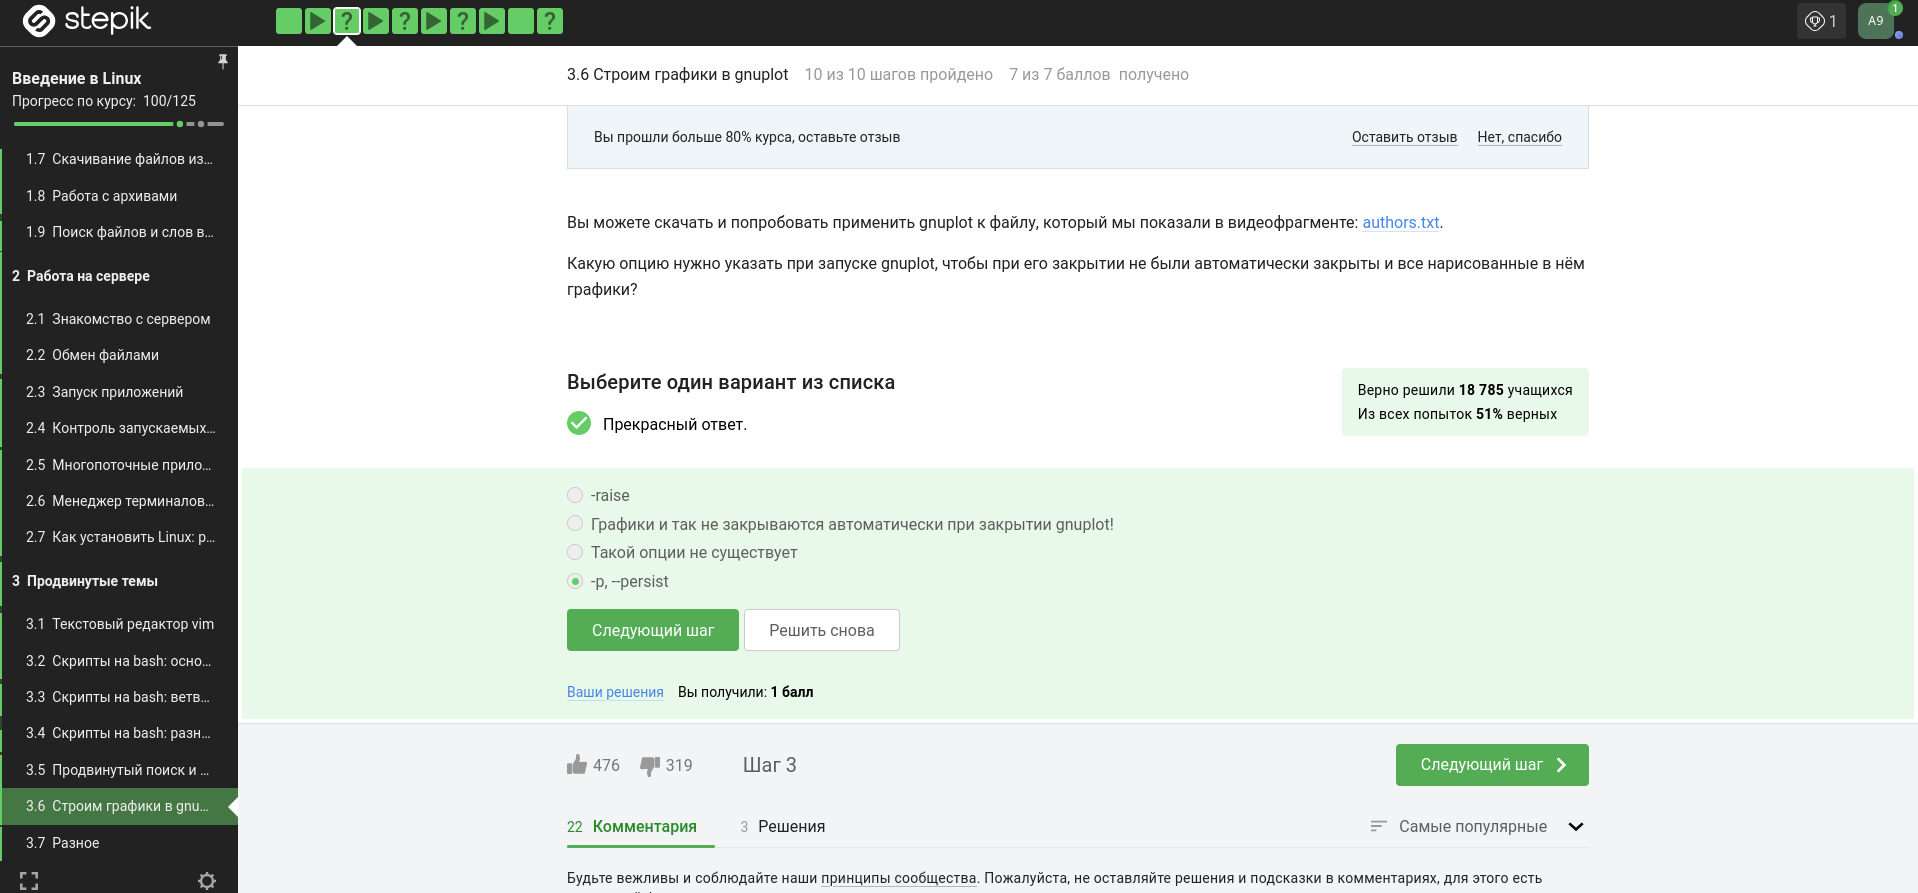 stepik
?
?
?
?
1
A9
1
Введение в Linux
Прогресс по курсу: 100/125
1.7 Скачивание файлов из...
1.8 Работа с архивами
1.9 Поиск файлов и слов в...
2 Работа на сервере
2.1 Знакомство с сервером
2.2 Обмен файлами
2.3 Запуск приложений
2.4 Контроль запускаемых...
2.5 Многопоточные прило...
2.6 Менеджер терминалов...
2.7 Как установить Linux: р...
3 Продвинутые темы
3.1 Текстовый редактор vim
3.2 Скрипты на bash: осно...
3.3 Скрипты на bash: ветв...
3.4 Скрипты на bash: разн...
3.5 Продвинутый поиск и ...
3.6 Строим графики в gnu...
3.7 Разное
3.6 Строим графики в gnuplot 10 из 10 шагов пройдено 7 из 7 баллов получено
Вы прошли больше 80% курса, оставьте отзыв Оставить отзыв Нет, спасибо
Вы можете скачать и попробовать применить gnuplot к файлу, который мы показали в видеофрагменте: authors.txt.
Какую опцию нужно указать при запуске gnuplot, чтобы при его закрытии не были автоматически закрыты и все нарисованные в нём
графики?
Выберите один вариант из списка
Прекрасный ответ.
Верно решили 18 785 учащихся
Из всех попыток 51% верных
-raise
Графики и так не закрываются автоматически при закрытии gnuplot!
Такой опции не существует
-p, --persist
Следующий шаг Решить снова
Ваши решения Вы получили: 1 балл
476 319 Шаг 3 Следующий шаг
22 Комментария 3 Решения Самые популярные
Будьте вежливы и соблюдайте наши принципы сообщества. Пожалуйста, не оставляйте решения и подсказки в комментариях, для этого есть